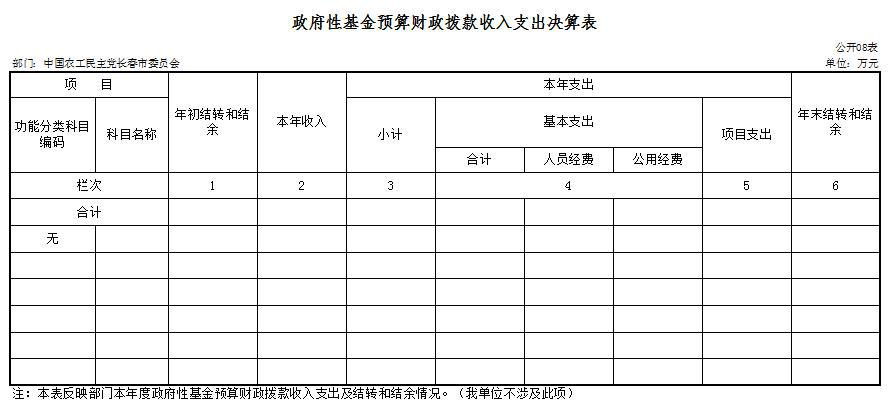 政府性基金预算财政拨款收入支出决算表
公开08表
部门：中国农工民主党长春市委员会 单位：万元
项 目 年初结转和结余 本年收入 本年支出 年末结转和结余
功能分类科目编码 科目名称 小计 基本支出 项目支出
合计 人员经费 公用经费
栏次 1 2 3 4 5 6
合计
无
注：本表反映部门本年度政府性基金预算财政拨款收入支出及结转和结余情况。（我单位不涉及此项）